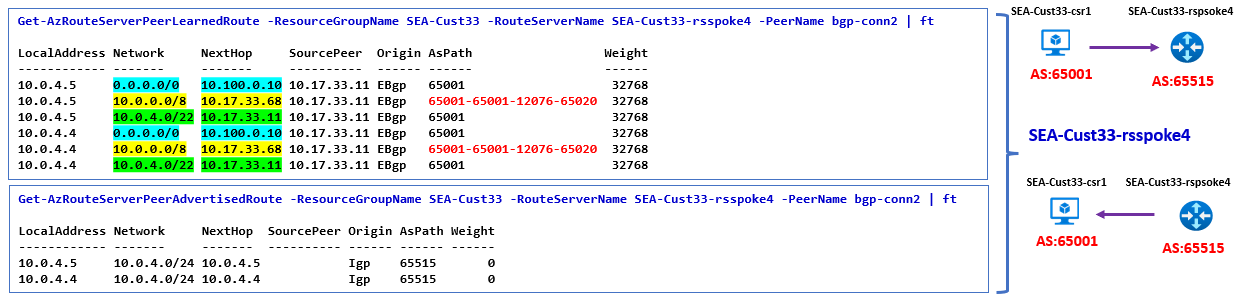 Get-AzRouteServerPeerLearnedRoute -ResourceGroupName SEA-Cust33 -RouteServerName SEA-Cust33-rsspoke4 -PeerName bgp-conn2 | ft
LocalAddress Network NextHop SourcePeer Origin AsPath Weight
------------ ------- ------- ---------- ------ ------ ------
10.0.4.5 0.0.0.0/0 10.100.0.10 10.17.33.11 EBgp 65001 32768
10.0.4.5 10.0.0.0/8 10.17.33.68 10.17.33.11 EBgp 65001-65001-12076-65020 32768
10.0.4.5 10.0.4.0/22 10.17.33.11 10.17.33.11 EBgp 65001 32768
10.0.4.4 0.0.0.0/0 10.100.0.10 10.17.33.11 EBgp 65001 32768
10.0.4.4 10.0.0.0/8 10.17.33.68 10.17.33.11 EBgp 65001-65001-12076-65020 32768
10.0.4.4 10.0.4.0/22 10.17.33.11 10.17.33.11 EBgp 65001 32768
Get-AzRouteServerPeerAdvertisedRoute -ResourceGroupName SEA-Cust33 -RouteServerName SEA-Cust33-rsspoke4 -PeerName bgp-conn2 | ft
LocalAddress Network NextHop SourcePeer Origin AsPath Weight
------------ ------- ------- ---------- ------ ------ ------
10.0.4.5 10.0.4.0/24 10.0.4.5 Igp 65515 0
10.0.4.4 10.0.4.0/24 10.0.4.4 Igp 65515 0
SEA-Cust33-csr1 SEA-Cust33-rspsoke4
AS:65001 AS:65515
SEA-Cust33-rsspoke4
SEA-Cust33-csr1 SEA-Cust33-rspsoke4
AS:65001 AS:65515